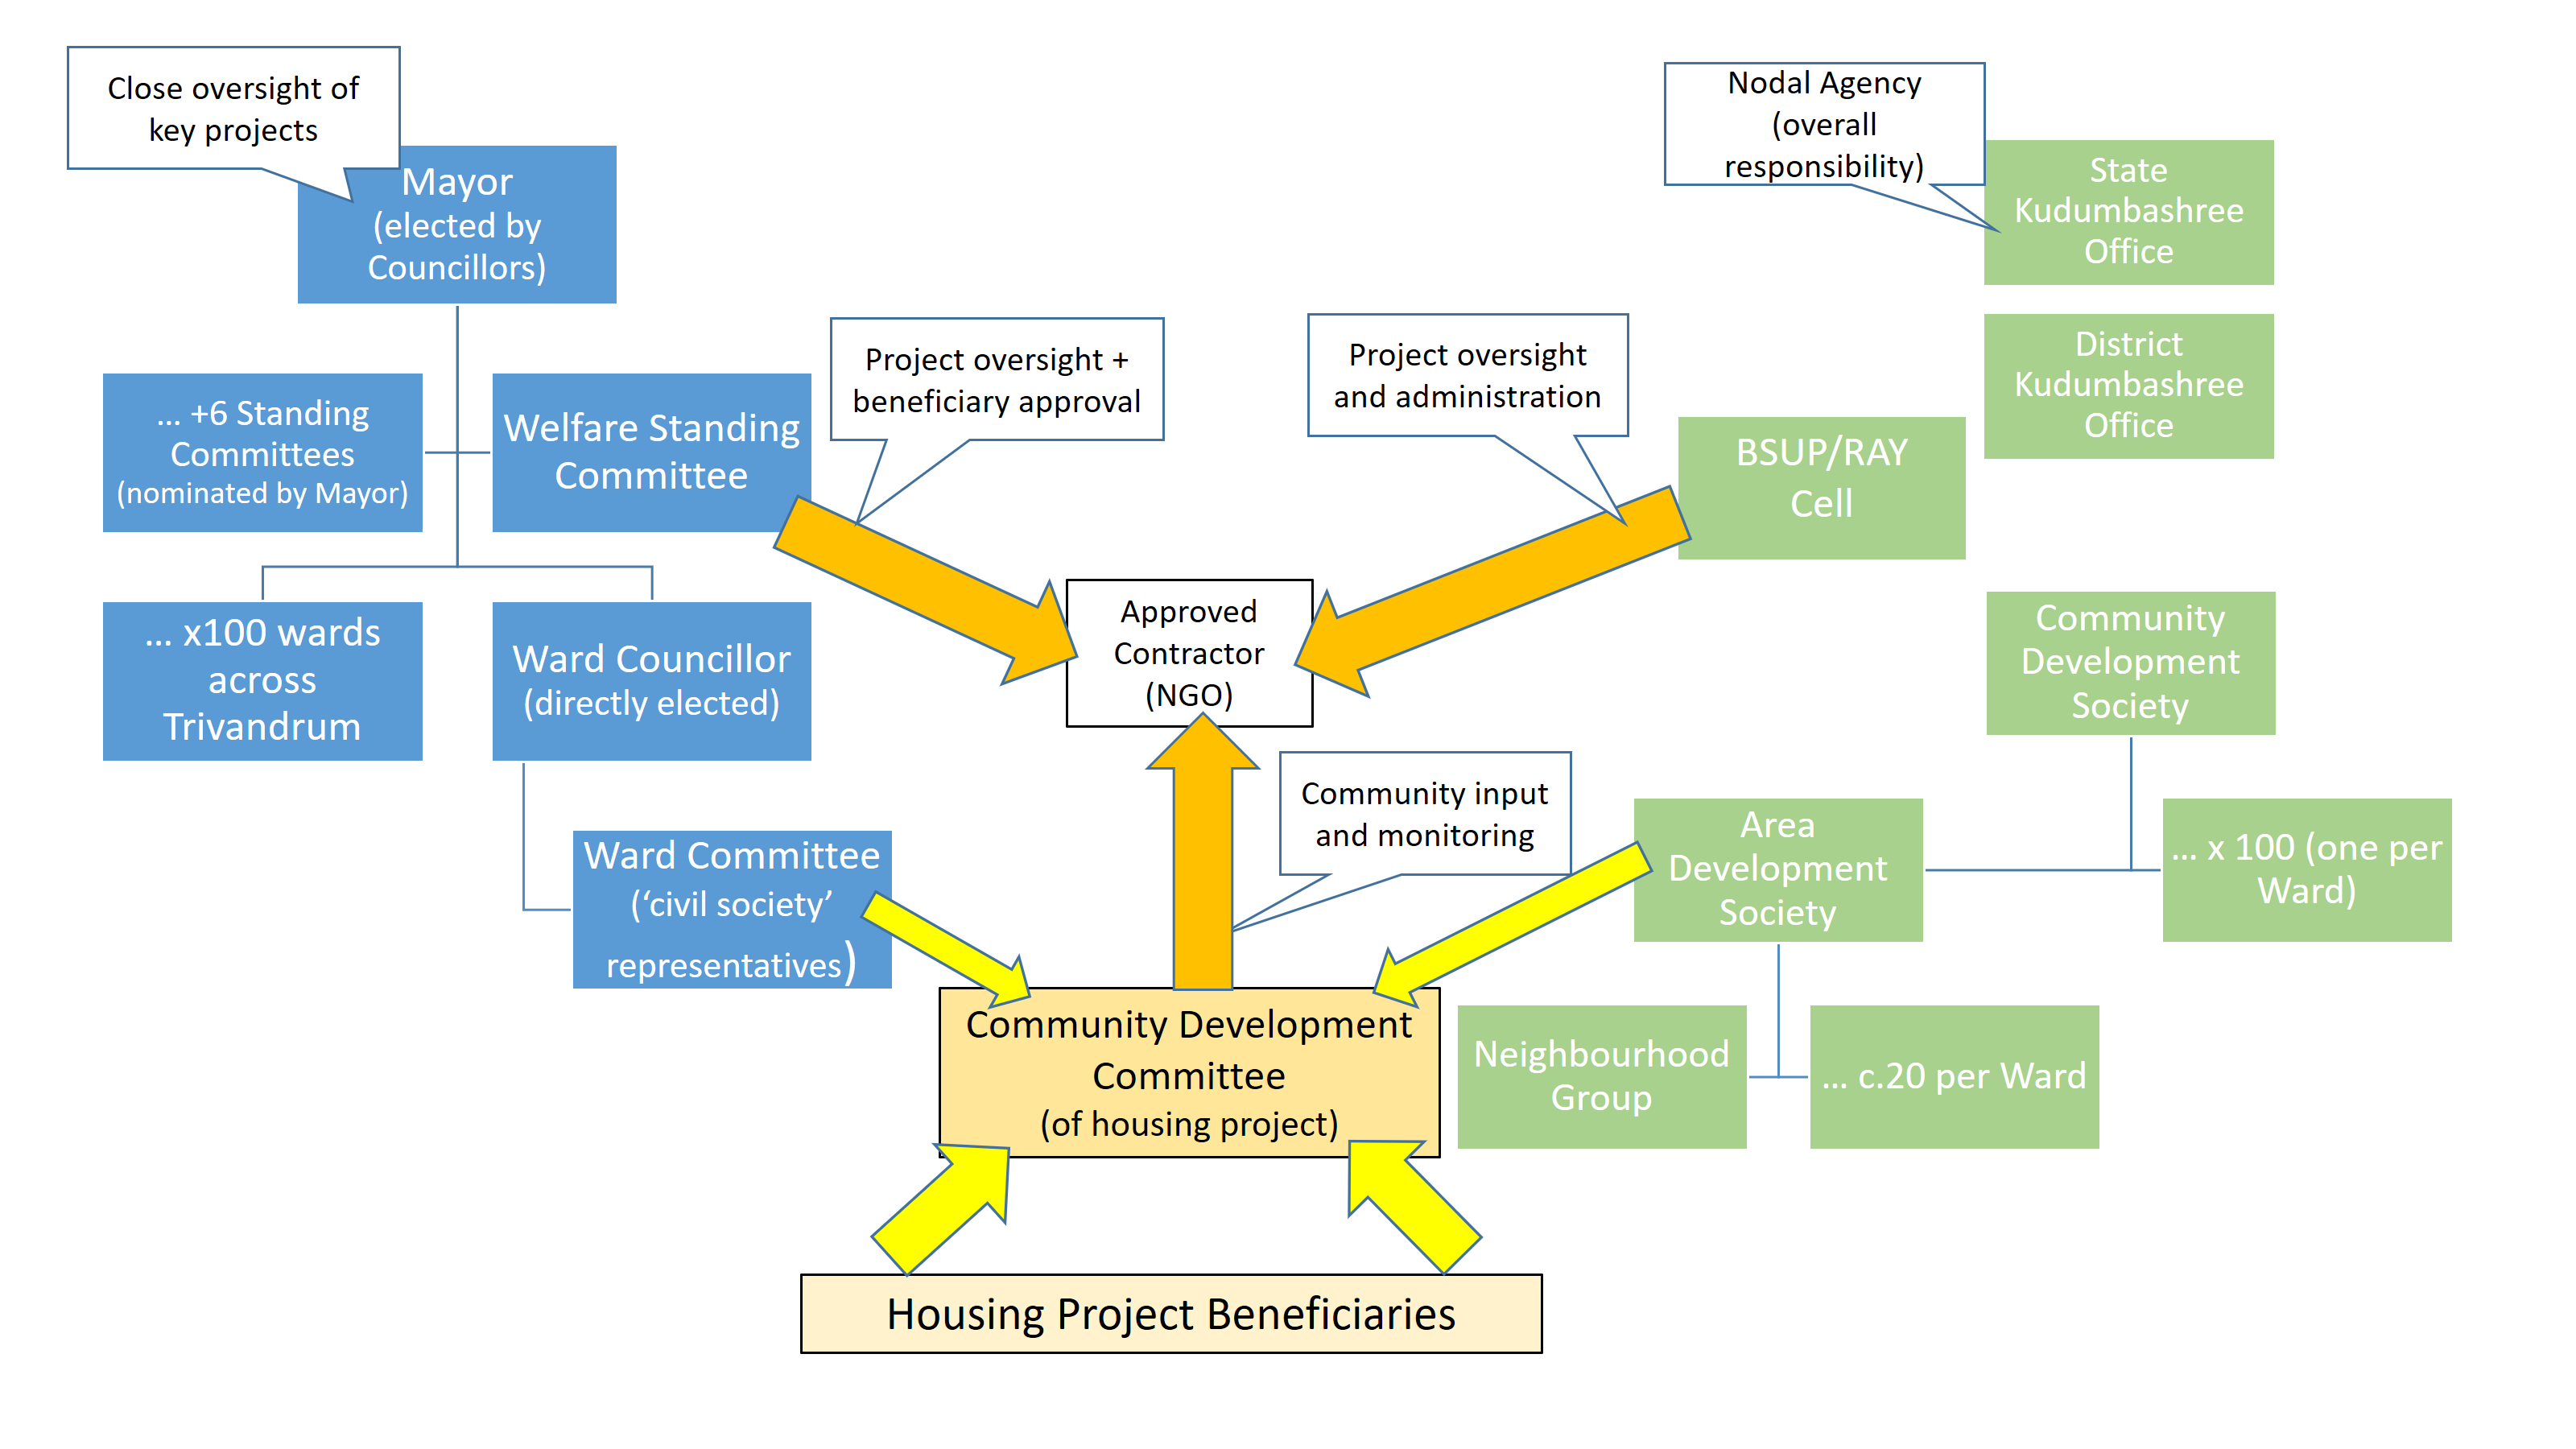 Close oversight of
key projects
Mayor
(elected by
Councillors)
… +6 Standing
Committees
(nominated by Mayor)
Welfare Standing
Committee
… x100 wards
across
Trivandrum
Ward Councillor
(directly elected)
Ward Committee
(‘civil society’
representatives)
Project oversight +
beneficiary approval
Project oversight
and administration
Approved
Contractor
(NGO)
Community input
and monitoring
Community Development
Committee
(of housing project)
Housing Project Beneficiaries
Nodal Agency
(overall
responsibility)
State
Kudumbashree
Office
District
Kudumbashree
Office
BSUP/RAY
Cell
Community
Development
Society
Area
Development
Society
… x 100 (one per
Ward)
Neighbourhood
Group
… c.20 per Ward